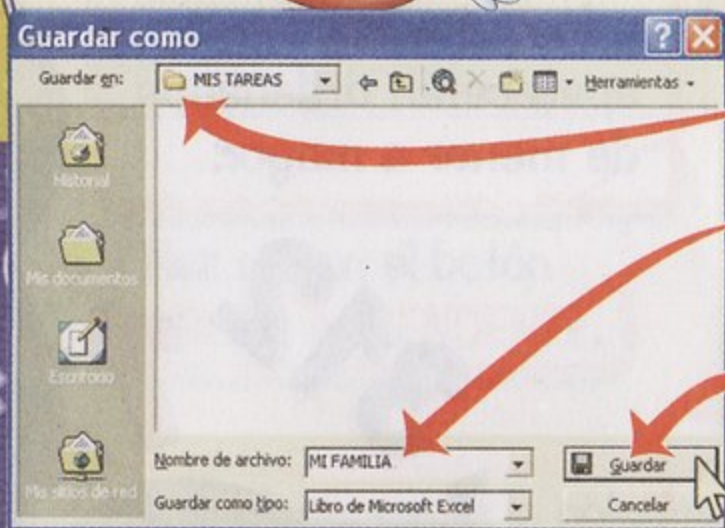 Guardar como
Guardar en: MIS TAREAS Herramientas
Historial
Mis documentos
Escritorio
Mis sitios de red
Nombre de archivo: MI FAMILIA Guardar
Guardar como tipo: Libro de Microsoft Excel Cancelar